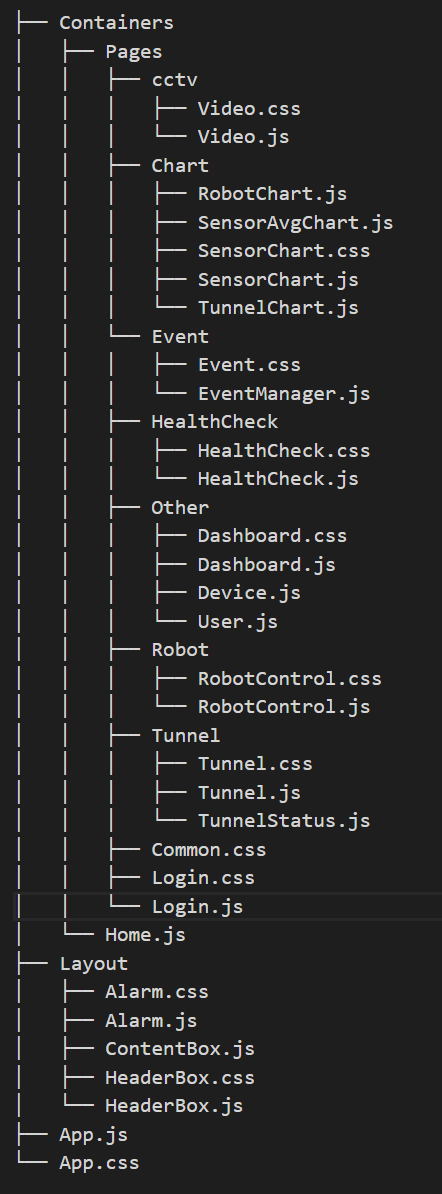 ├── Containers
│   ├── Pages
│   │   ├── cctv
│   │   │   ├── Video.css
│   │   │   └── Video.js
│   │   ├── Chart
│   │   │   ├── RobotChart.js
│   │   │   ├── SensorAvgChart.js
│   │   │   ├── SensorChart.css
│   │   │   ├── SensorChart.js
│   │   │   └── TunnelChart.js
│   │   └── Event
│   │   │   ├── Event.css
│   │   │   └── EventManager.js
│   │   ├── HealthCheck
│   │   │   ├── HealthCheck.css
│   │   │   └── HealthCheck.js
│   │   ├── Other
│   │   │   ├── Dashboard.css
│   │   │   ├── Dashboard.js
│   │   │   ├── Device.js
│   │   │   └── User.js
│   │   ├── Robot
│   │   │   ├── RobotControl.css
│   │   │   └── RobotControl.js
│   │   ├── Tunnel
│   │   │   ├── Tunnel.css
│   │   │   ├── Tunnel.js
│   │   │   └── TunnelStatus.js
│   │   ├── Common.css
│   │   ├── Login.css
│   │   └── Login.js
│   └── Home.js
├── Layout
│   ├── Alarm.css
│   ├── Alarm.js
│   ├── ContentBox.js
│   ├── HeaderBox.css
│   └── HeaderBox.js
├── App.js
└── App.css